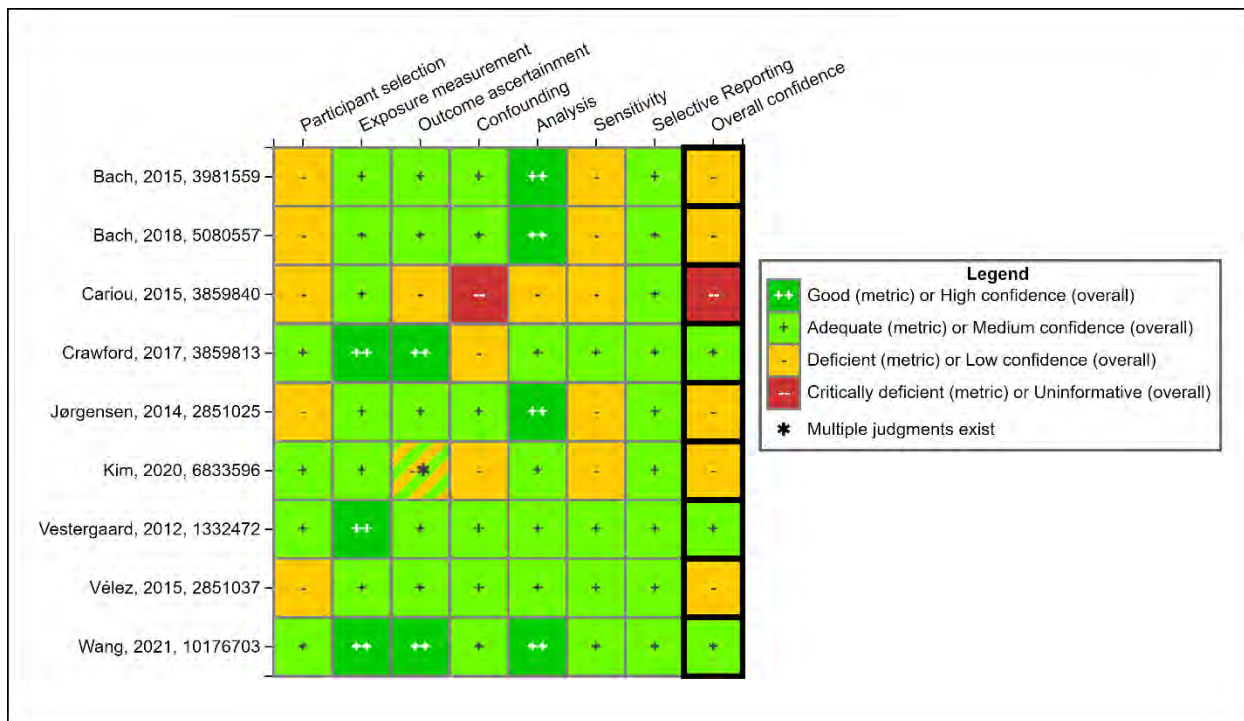 Participant selection
Exposure measurement
Outcome ascertainment
Confounding
Analysis
Sensitivity
Selective Reporting
Overall confidence
Bach, 2015, 3981559 - + + + ++ - + -
Bach, 2018, 5080557 - + + + ++ - + -
Cariou, 2015, 3859840 - + - -- - - + --
Crawford, 2017, 3859813 + ++ ++ - + + + +
Jørgensen, 2014, 2851025 - + + + ++ - + -
Kim, 2020, 6833596 + + -* - + - + -
Vestergaard, 2012, 1332472 + ++ + + + + + +
Vélez, 2015, 2851037 - + + + + + + -
Wang, 2021, 10176703 + ++ ++ + ++ + + +
Legend
++ Good (metric) or High confidence (overall)
+ Adequate (metric) or Medium confidence (overall)
- Deficient (metric) or Low confidence (overall)
-- Critically deficient (metric) or Uninformative (overall)
* Multiple judgments exist